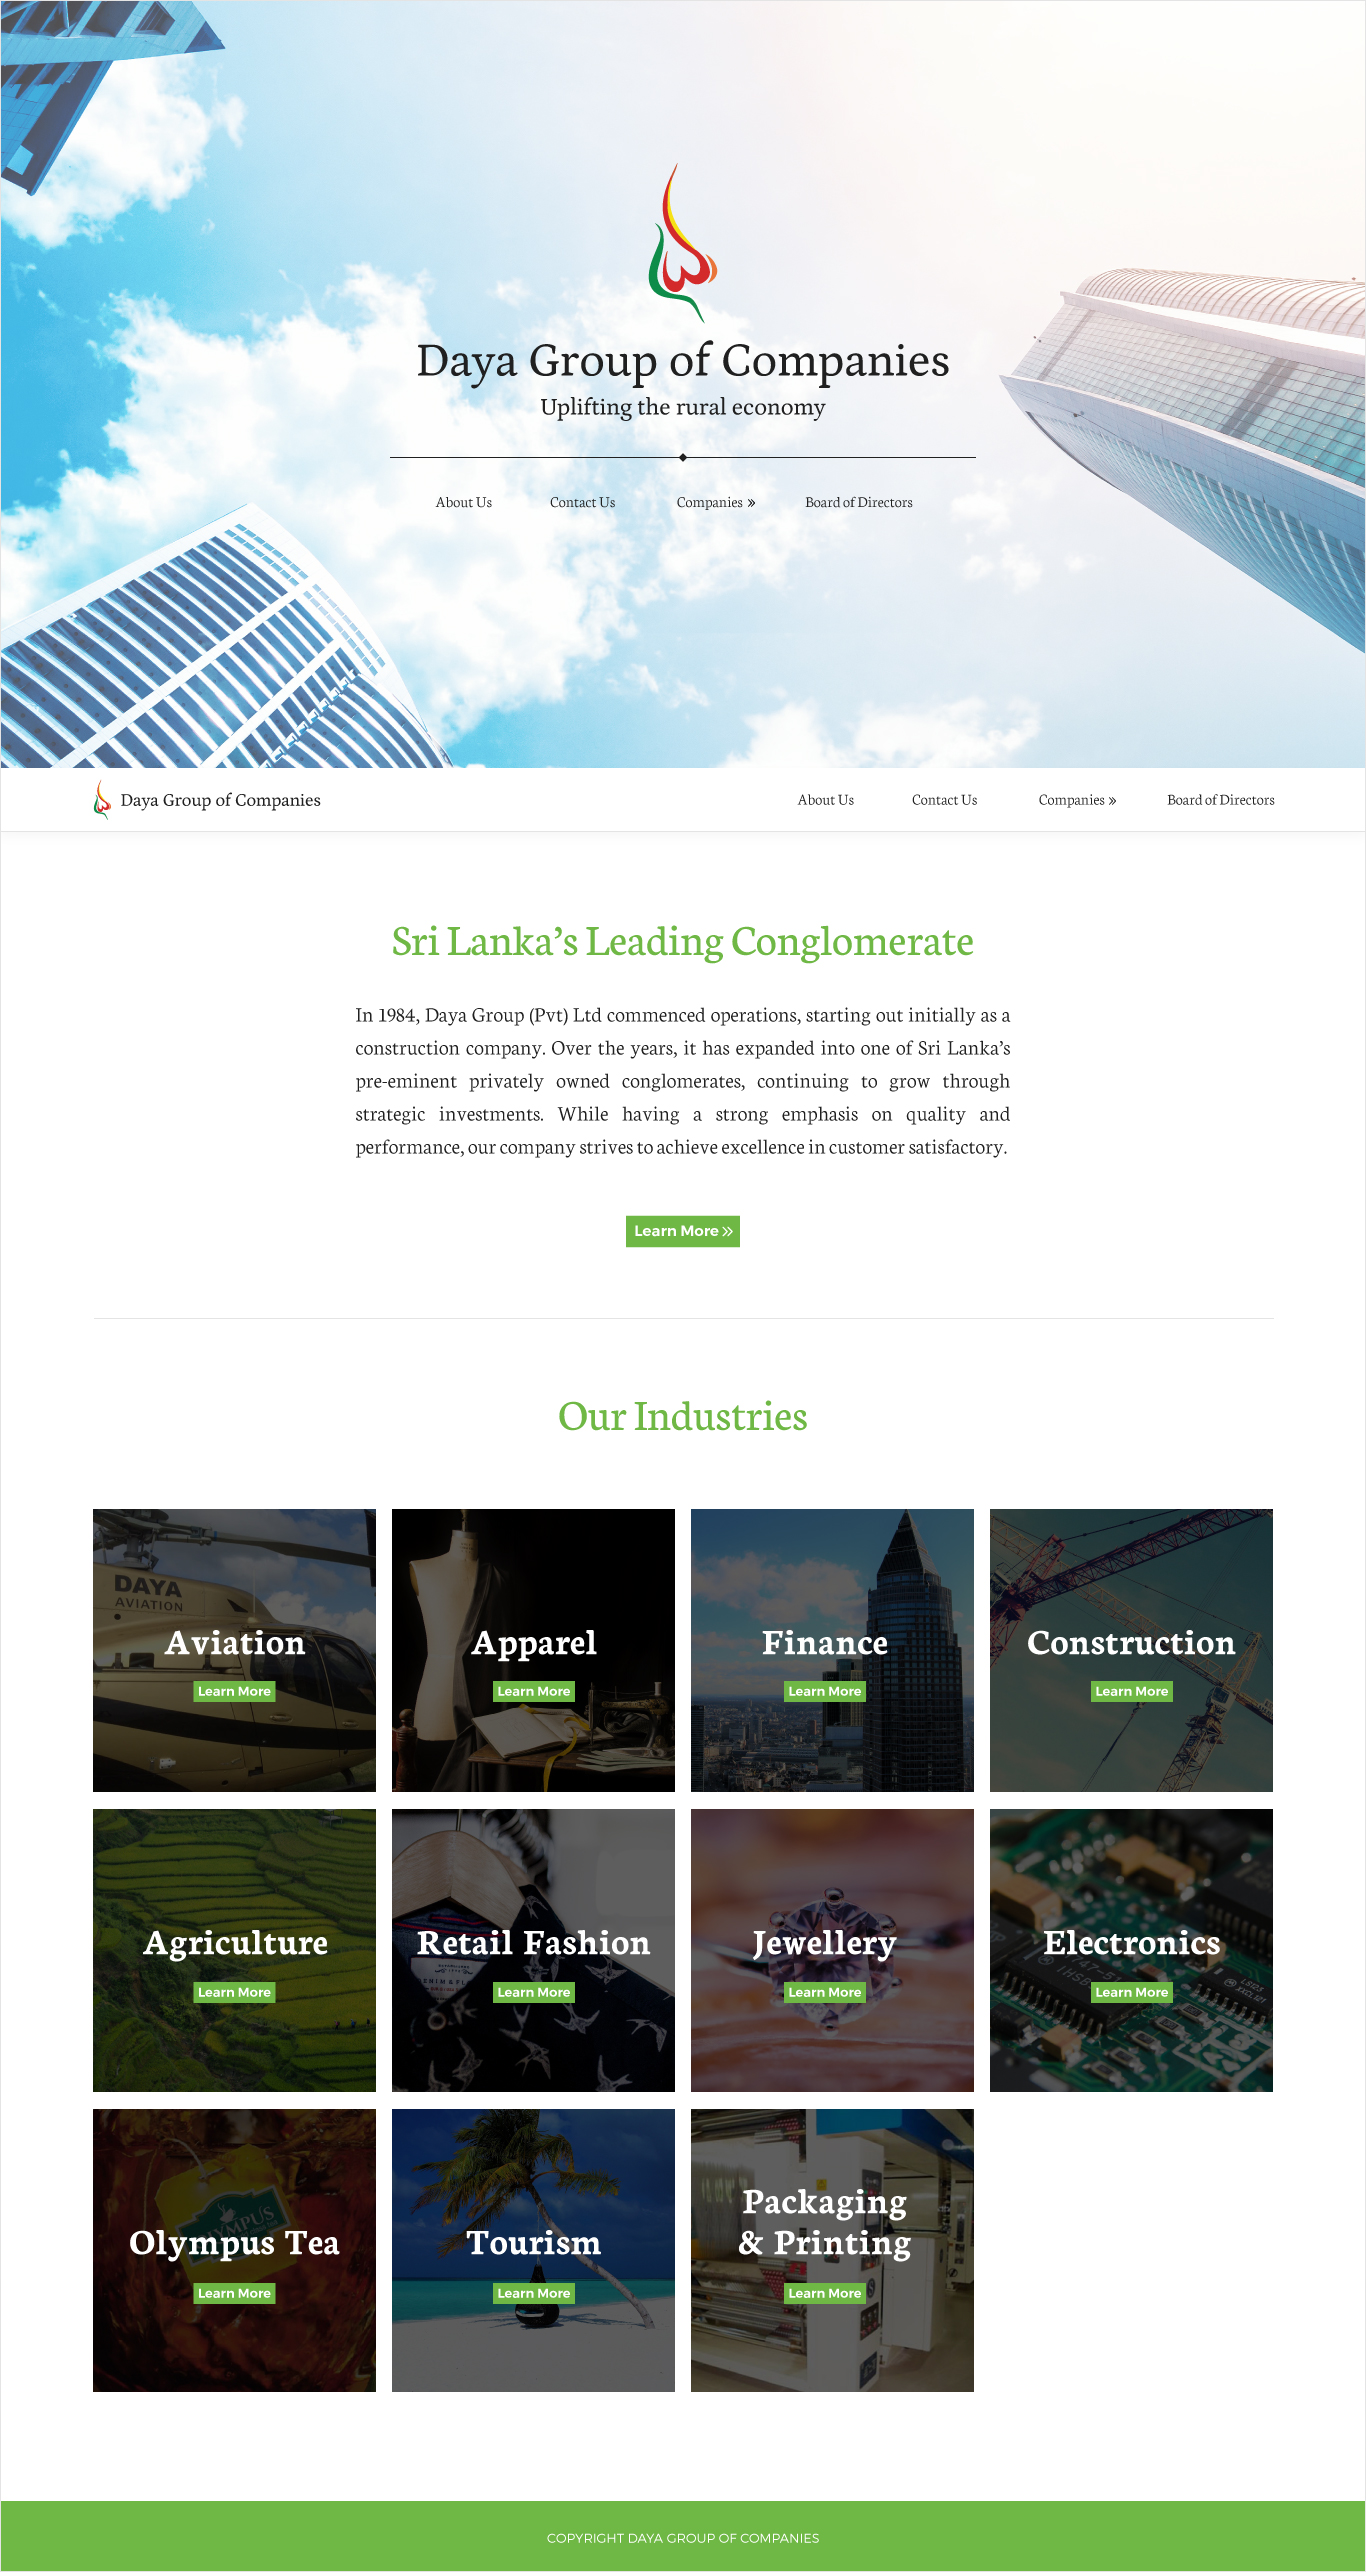 Daya Group of Companies
Uplifting the rural economy
About Us Contact Us Companies » Board of Directors
Daya Group of Companies About Us Contact Us Companies » Board of Directors
Sri Lanka’s Leading Conglomerate
In 1984, Daya Group (Pvt) Ltd commenced operations, starting out initially as a
construction company. Over the years, it has expanded into one of Sri Lanka’s
pre-eminent privately owned conglomerates, continuing to grow through
strategic investments. While having a strong emphasis on quality and
performance, our company strives to achieve excellence in customer satisfactory.
Learn More »
Our Industries
DAYA
AVIATION
Aviation
Learn More
Apparel
Learn More
Finance
Learn More
Construction
Learn More
Agriculture
Learn More
Retail Fashion
Learn More
Jewellery
Learn More
Electronics
Learn More
Olympus Tea
Learn More
Tourism
Learn More
Packaging
& Printing
Learn More
COPYRIGHT DAYA GROUP OF COMPANIES